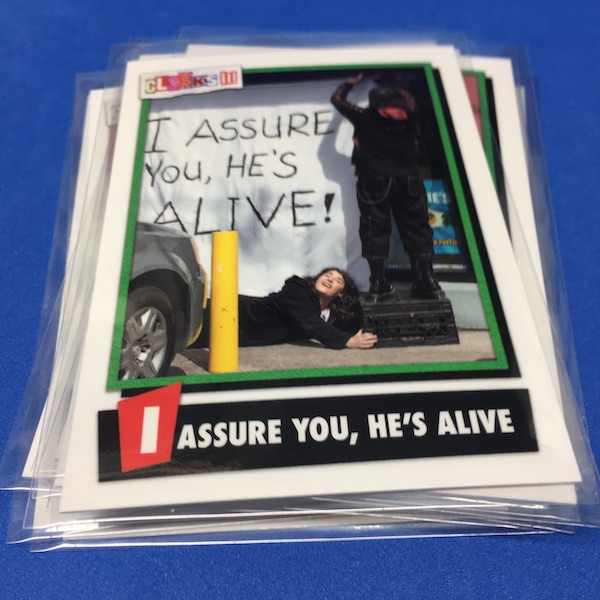 CLERKS III
I ASSURE
YOU, HE'S
ALIVE!
I ASSURE YOU, HE'S ALIVE